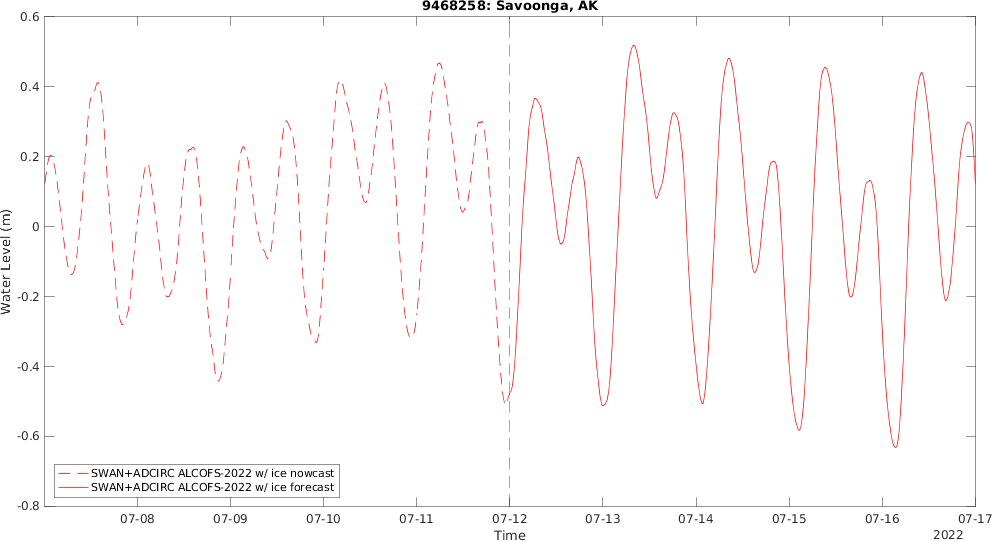 9468258: Savoonga, AK
0.6
0.4
0.2
0
-0.2
-0.4
-0.6
-0.8
Water Level (m)
SWAN+ADCIRC ALCOFS-2022 w/ ice nowcast
SWAN+ADCIRC ALCOFS-2022 w/ ice forecast
07-08 07-09 07-10 07-11 07-12 07-13 07-14 07-15 07-16 07-17
Time
2022